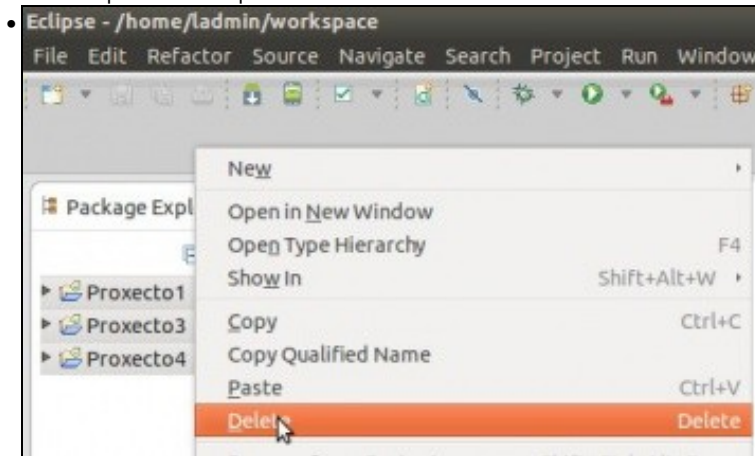 Eclipse - /home/ladmin/workspace
File Edit Refactor Source Navigate Search Project Run Window
New
Package Expl
Open in New Window
Open Type Hierarchy F4
Show In Shift+Alt+W
Proxecto1
Copy Ctrl+C
Proxecto3
Copy Qualified Name
Proxecto4
Paste Ctrl+V
Delete Delete